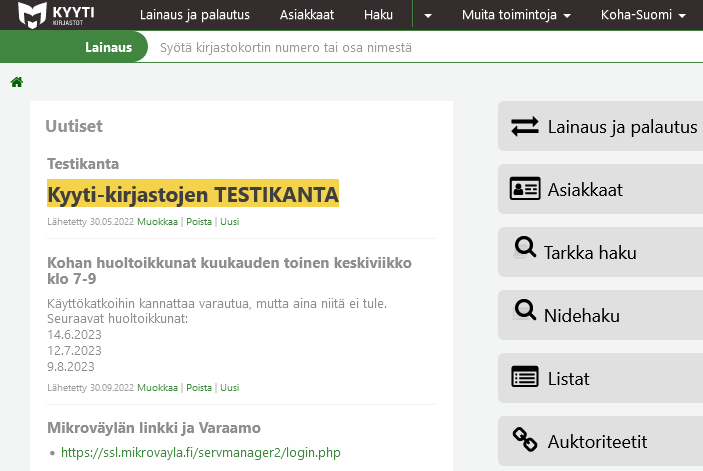 KYYTI
KIRJASTOT
Lainaus ja palautus
Asiakkaat
Haku
Muita toimintoja
Koha-Suomi
Lainaus
Syötä kirjastokortin numero tai osa nimestä
Uutiset
Testikanta
Kyyti-kirjastojen TESTIKANTA
Lähetetty 30.05.2022 Muokkaa | Poista | Uusi
Kohan huoltoikkunat kuukauden toinen keskiviikko
klo 7-9
Käyttökatkoihin kannattaa varautua, mutta aina niitä ei tule.
Seuraavat huoltoikkunat:
14.6.2023
12.7.2023
9.8.2023
Lähetetty 30.09.2022 Muokkaa | Poista | Uusi
Mikroväylän linkki ja Varaamo
• https://ssl.mikrovayla.fi/servmanager2/login.php
Lainaus ja palautus
Asiakkaat
Tarkka haku
Nidehaku
Listat
Auktoriteetit